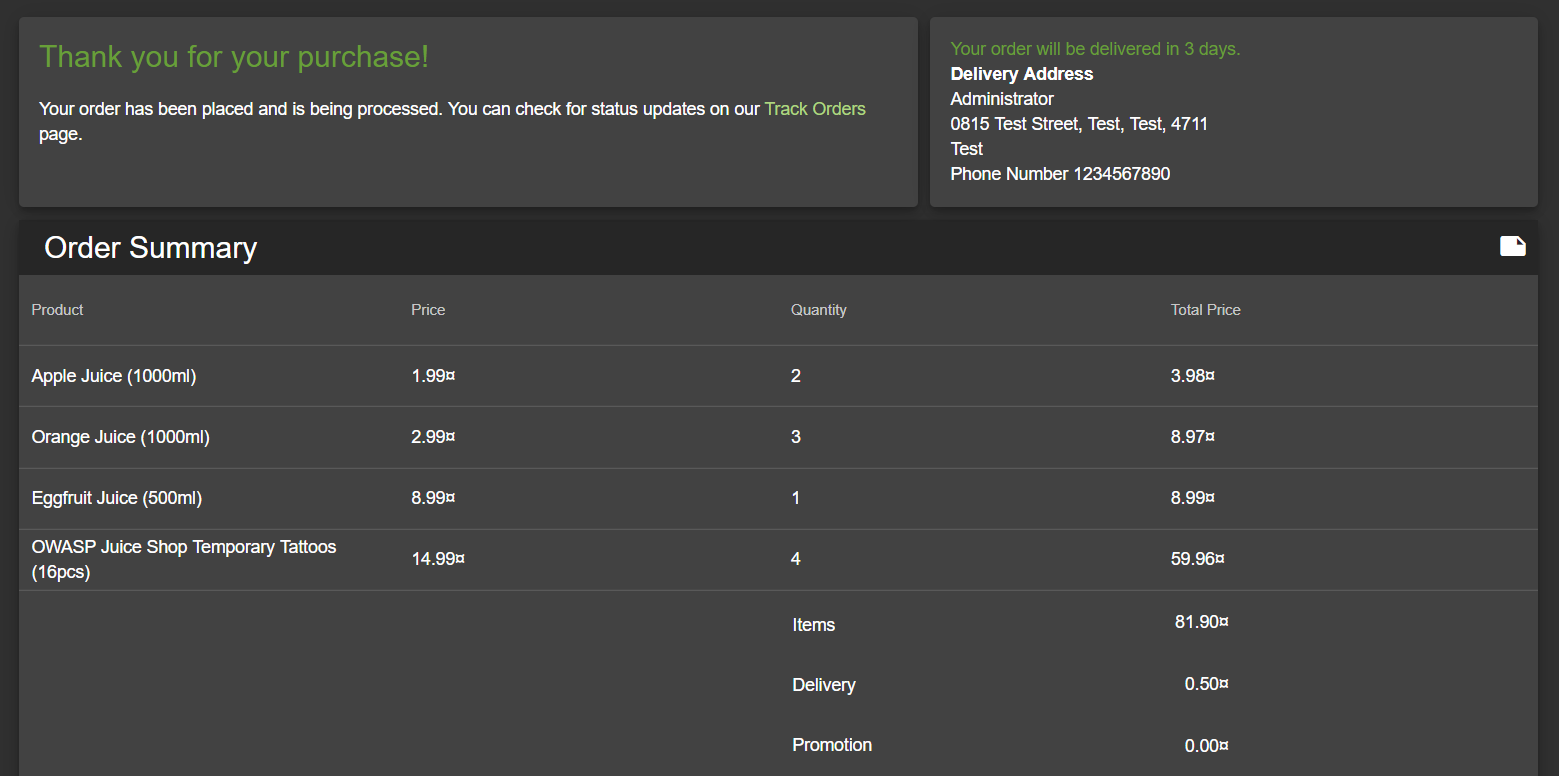 Thank you for your purchase!
Your order has been placed and is being processed. You can check for status updates on our Track Orders
page.
Your order will be delivered in 3 days.
Delivery Address
Administrator
0815 Test Street, Test, Test, 4711
Test
Phone Number 1234567890
Order Summary
Product Price Quantity Total Price
Apple Juice (1000ml) 1.99¤ 2 3.98¤
Orange Juice (1000ml) 2.99¤ 3 8.97¤
Eggfruit Juice (500ml) 8.99¤ 1 8.99¤
OWASP Juice Shop Temporary Tattoos
(16pcs) 14.99¤ 4 59.96¤
Items 81.90¤
Delivery 0.50¤
Promotion 0.00¤